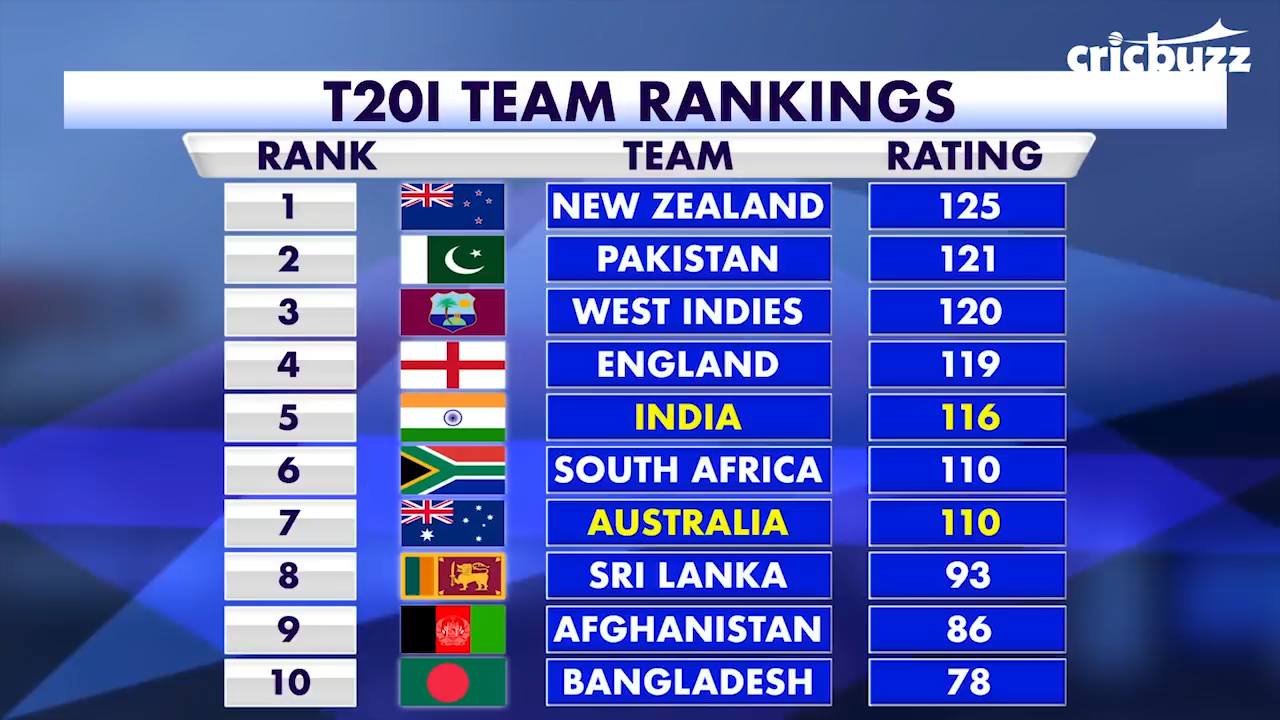 cricbuzz
T20I TEAM RANKINGS
RANK TEAM RATING
1 NEW ZEALAND 125
2 PAKISTAN 121
3 WEST INDIES 120
4 ENGLAND 119
5 INDIA 116
6 SOUTH AFRICA 110
7 AUSTRALIA 110
8 SRI LANKA 93
9 AFGHANISTAN 86
10 BANGLADESH 78